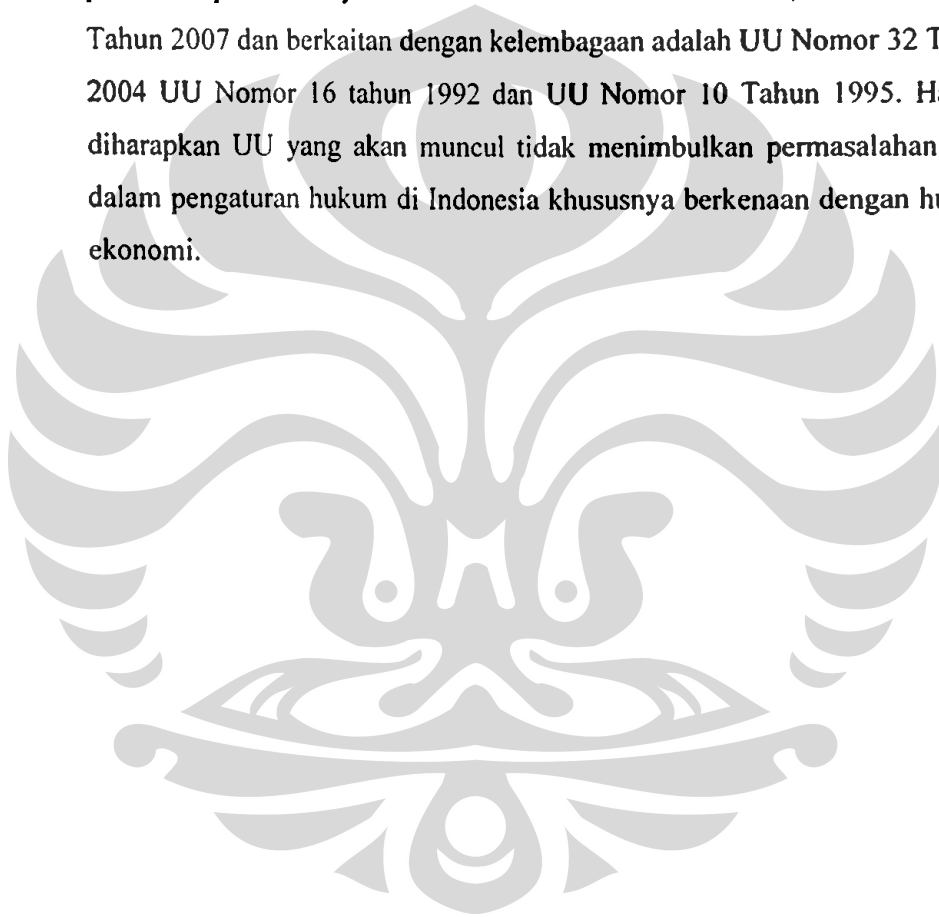 Tahun 2007 dan berkaitan dengan kelembagaan adalah UU Nomor 32
2004 UU Nomor 16 tahun 1992 dan UU Nomor 10 Tahun 1995.
diharapkan UU yang akan muncul tidak menimbulkan permasalahan
dalam pengaturan hukum di Indonesia khususnya berkenaan dengan
ekonomi.